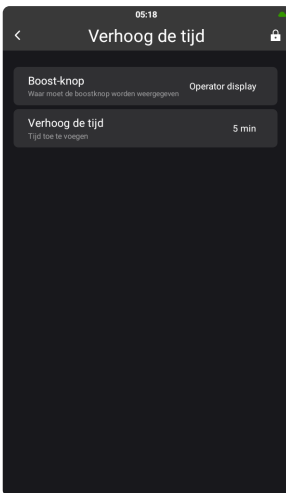 05:18
Verhoog de tijd
Boost-knop
Waar moet de boostknop worden weergegeven
Operator display
Verhoog de tijd
Tijd toe te voegen
5 min